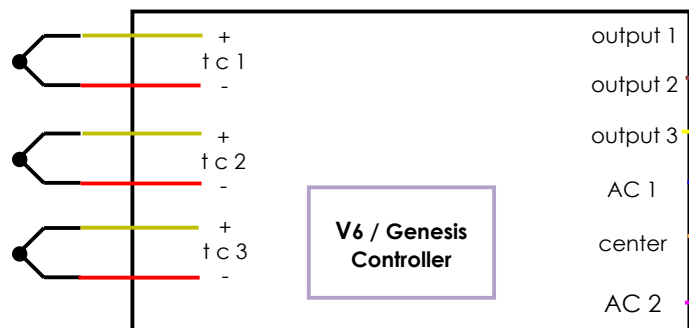 +
t c 1
-
+
t c 2
-
+
t c 3
-
V6 / Genesis
Controller
output 1
output 2
output 3
AC 1
center
AC 2